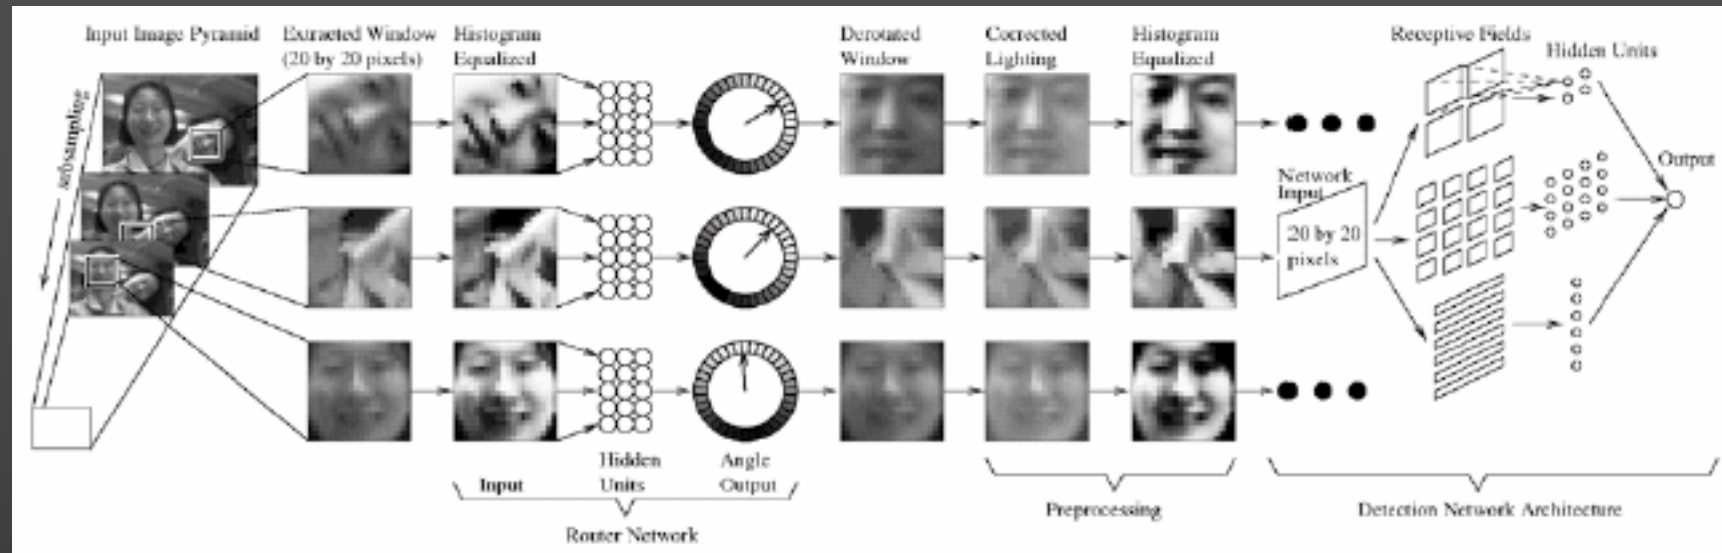 Input Image Pyramid
Extracted Window
(20 by 20 pixels)
Histogram
Equalized
Derotated
Window
Corrected
Lighting
Histogram
Equalized
Receptive Fields
Hidden Units
subsampling
Network
Input
20 by 20
pixels
Output
Input
Hidden
Units
Angle
Output
Router Network
Preprocessing
Detection Network Architecture